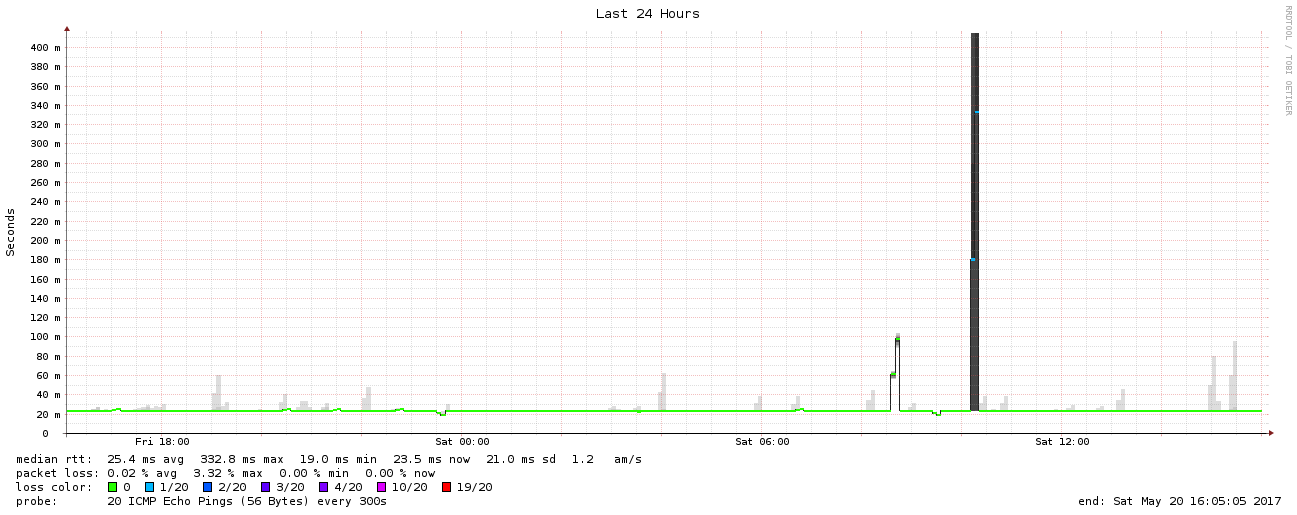 Last 24 Hours
RRDTOOL / TOBI OETIKER
Seconds
400 m
380 m
360 m
340 m
320 m
300 m
280 m
260 m
240 m
220 m
200 m
180 m
160 m
140 m
120 m
100 m
80 m
60 m
40 m
20 m
0
Fri 18:00 Sat 00:00 Sat 06:00 Sat 12:00
median rtt: 25.4 ms avg 332.8 ms max 19.0 ms min 23.5 ms now 21.0 ms sd 1.2 am/s
packet loss: 0.02 % avg 3.32 % max 0.00 % min 0.00 % now
loss color: 0 1/20 2/20 3/20 4/20 10/20 19/20
probe: 20 ICMP Echo Pings (56 Bytes) every 300s end: Sat May 20 16:05:05 2017